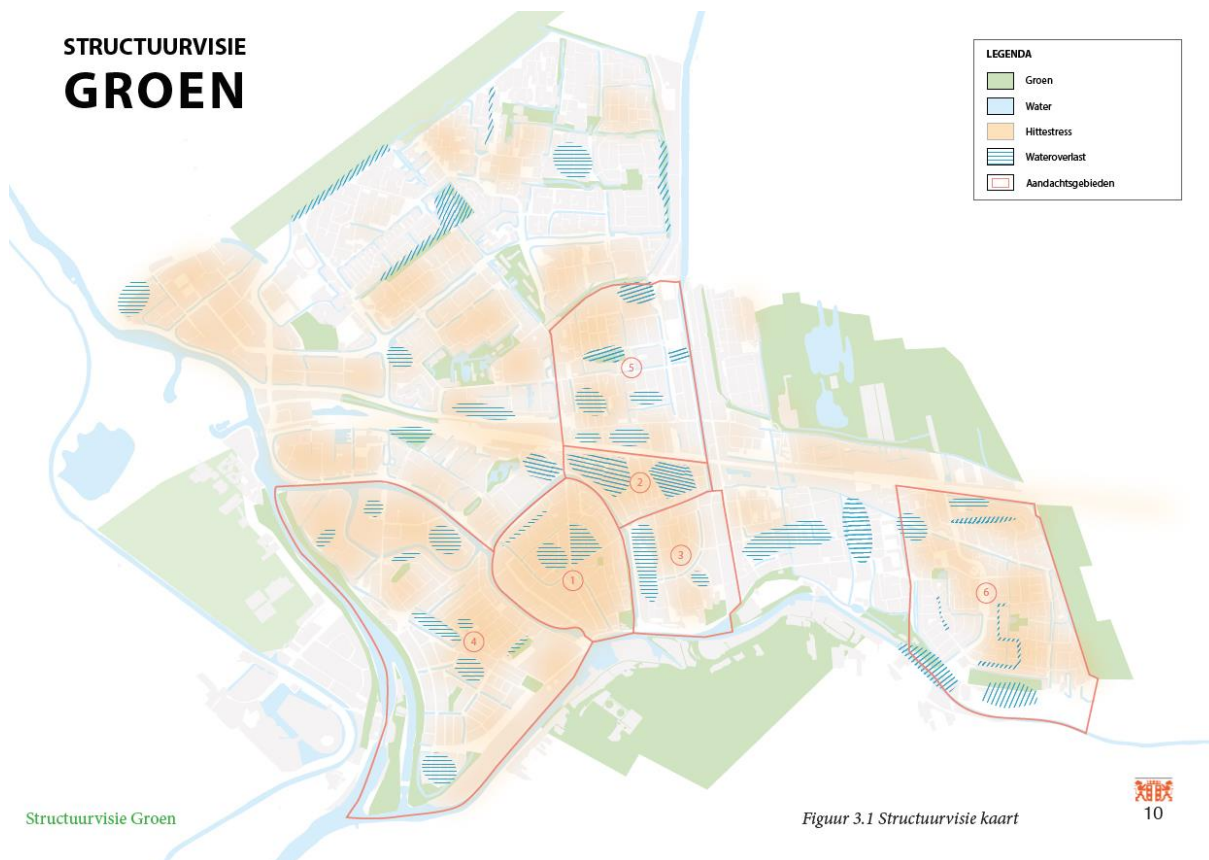 STRUCTUURVISIE
GROEN
LEGENDA
Groen
Water
Hittestress
Wateroverlast
Aandachtsgebieden
5
2
3
1
6
4
Structuurvisie Groen
Figuur 3.1 Structuurvisie kaart
10